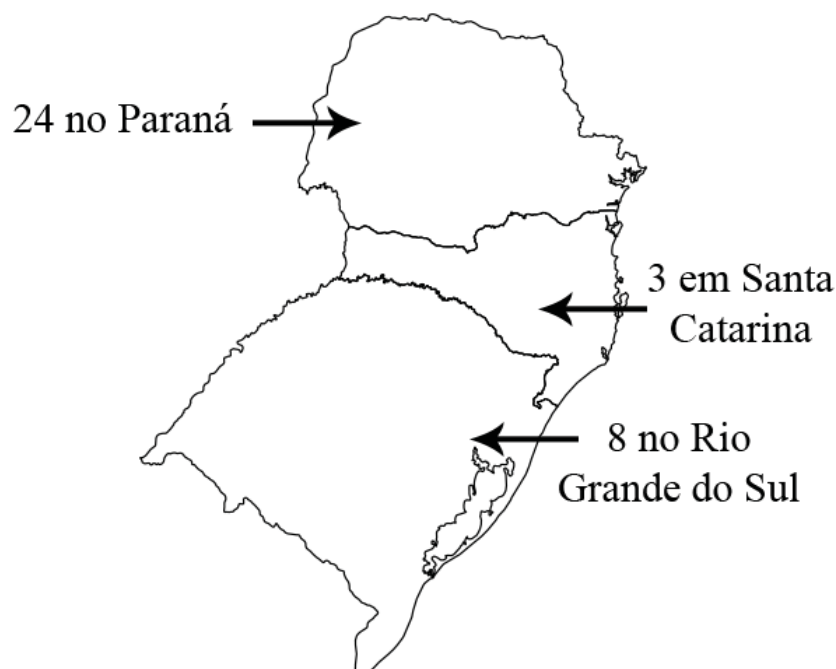 24 no Paraná
3 em Santa
Catarina
8 no Rio
Grande do Sul